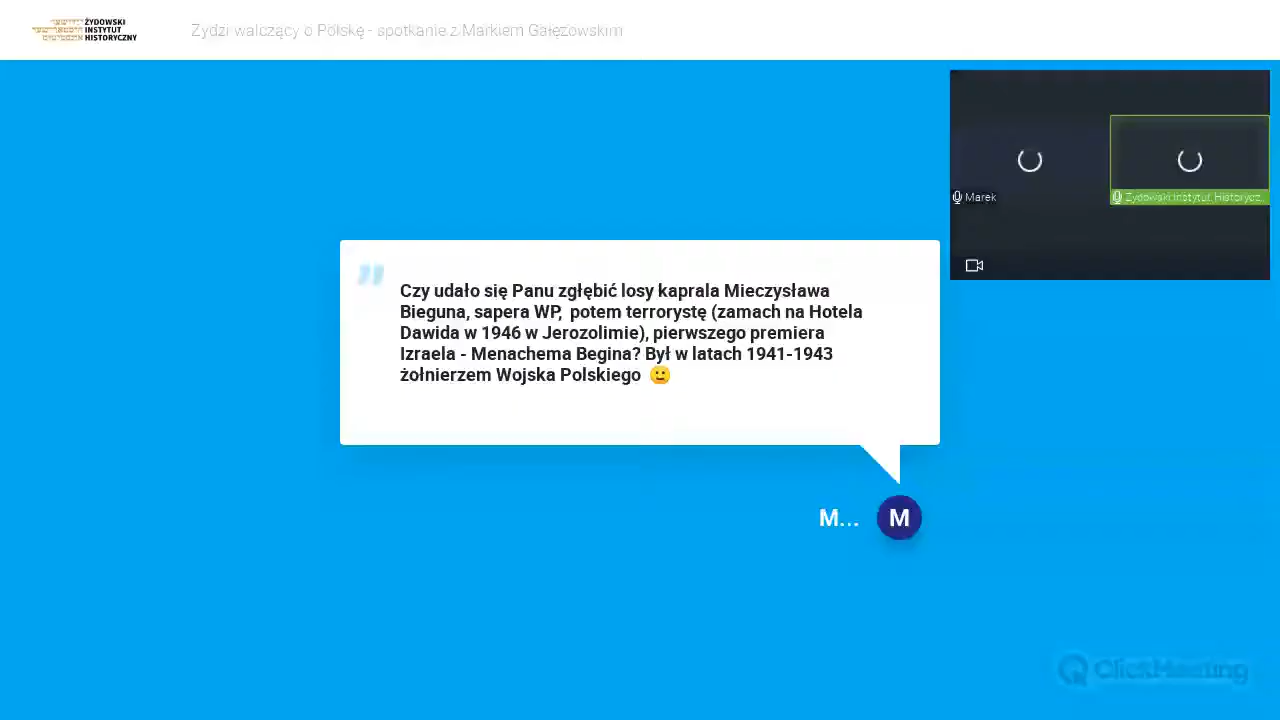 ŻYDOWSKI
INSTYTUT
HISTORYCZNY
Żydzi walczący o Polskę - spotkanie z Markiem Gałęzowskim
Marek
Żydowski Instytut Historycz...
Czy udało się Panu zgłębić losy kaprala Mieczysława
Bieguna, sapera WP, potem terrorystę (zamach na Hotela
Dawida w 1946 w Jerozolimie), pierwszego premiera
Izraela - Menachema Begina? Był w latach 1941-1943
żołnierzem Wojska Polskiego 🙂
M... M
ClickMeeting